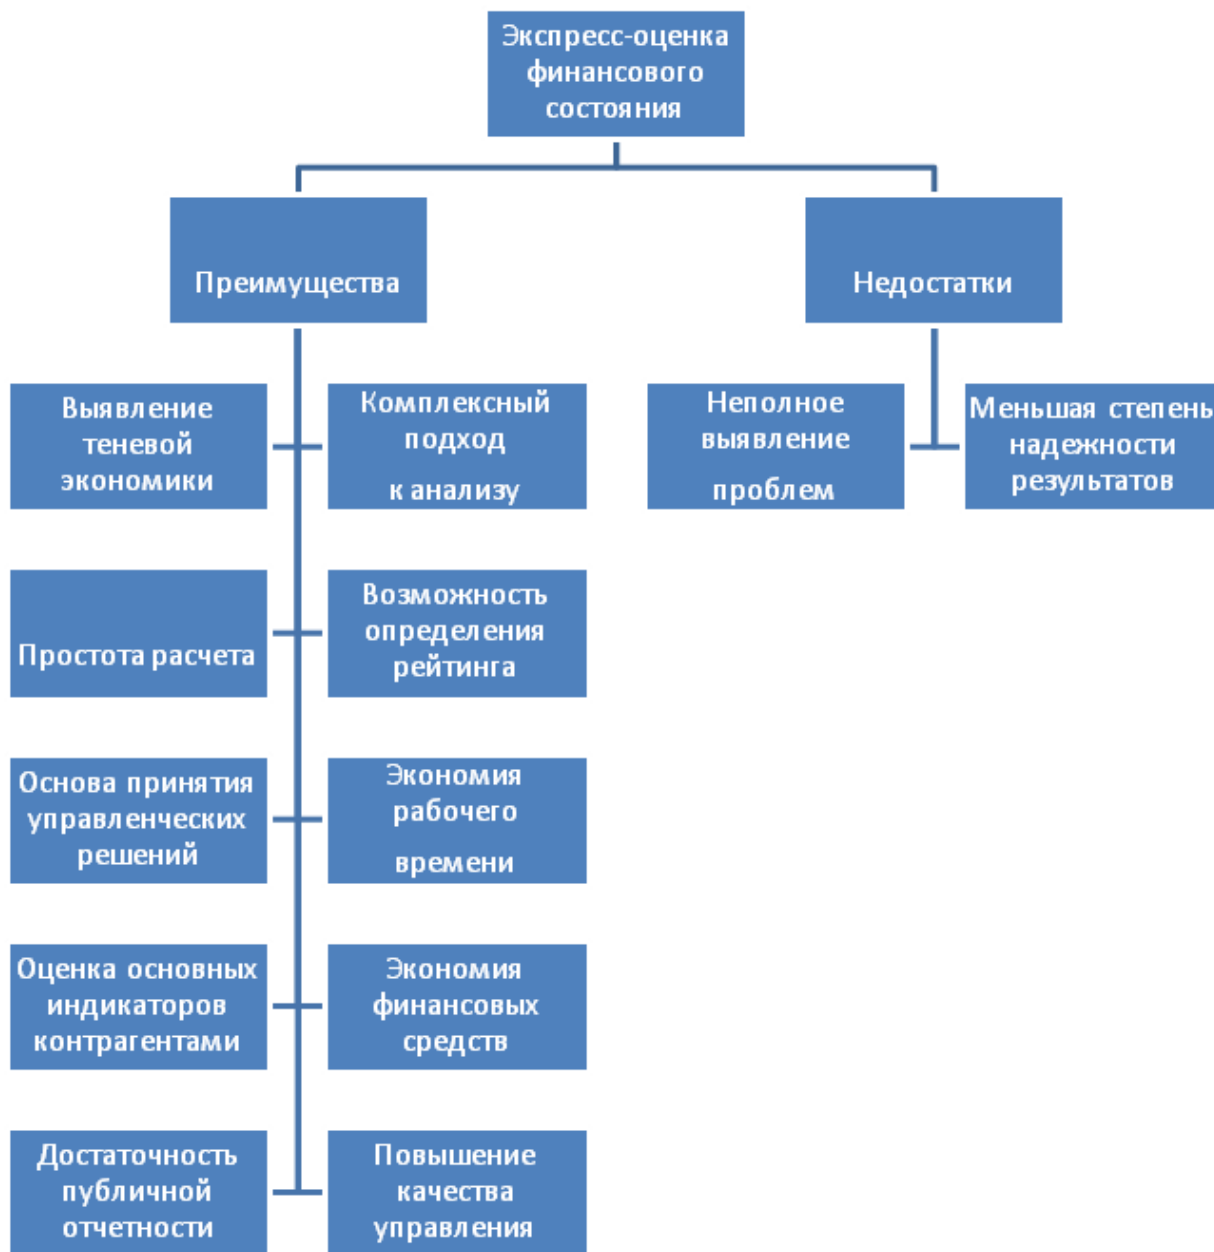 Экспресс-оценка
финансового
состояния
Преимущества
Недостатки
Выявление
теневой
экономики
Комплексный
подход
к анализу
Неполное
выявление
проблем
Меньшая степень
надежности
результатов
Простота расчета
Возможность
определения
рейтинга
Основа принятия
управленческих
решений
Экономия
рабочего
времени
Оценка основных
индикаторов
контрагентами
Экономия
финансовых
средств
Достаточность
публичной
отчетности
Повышение
качества
управления